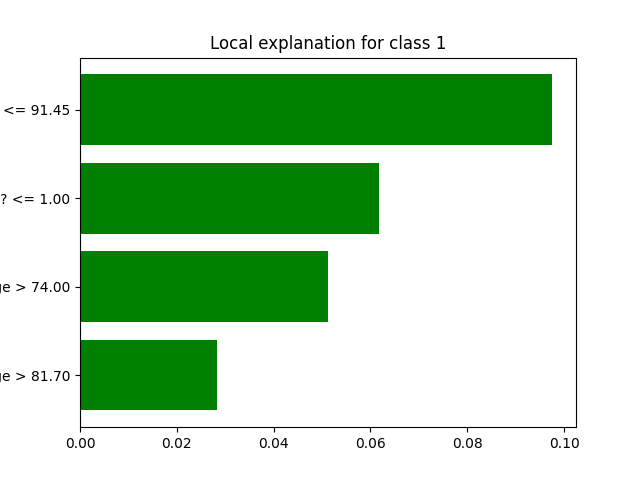 Local explanation for class 1
<= 91.45
? <= 1.00
ge > 74.00
ge > 81.70
0.00 0.02 0.04 0.06 0.08 0.10